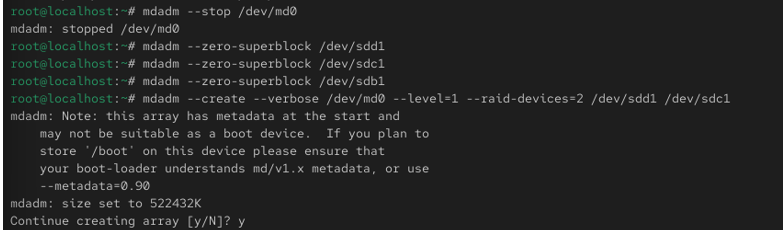 root@localhost:~# mdadm --stop /dev/md0
mdadm: stopped /dev/md0
root@localhost:~# mdadm --zero-superblock /dev/sdd1
root@localhost:~# mdadm --zero-superblock /dev/sdc1
root@localhost:~# mdadm --zero-superblock /dev/sdb1
root@localhost:~# mdadm --create --verbose /dev/md0 --level=1 --raid-devices=2 /dev/sdd1 /dev/sdc1
mdadm: Note: this array has metadata at the start and
    may not be suitable as a boot device.  If you plan to
    store '/boot' on this device please ensure that
    your boot-loader understands md/v1.x metadata, or use
    --metadata=0.90
mdadm: size set to 522432K
Continue creating array [y/N]? y